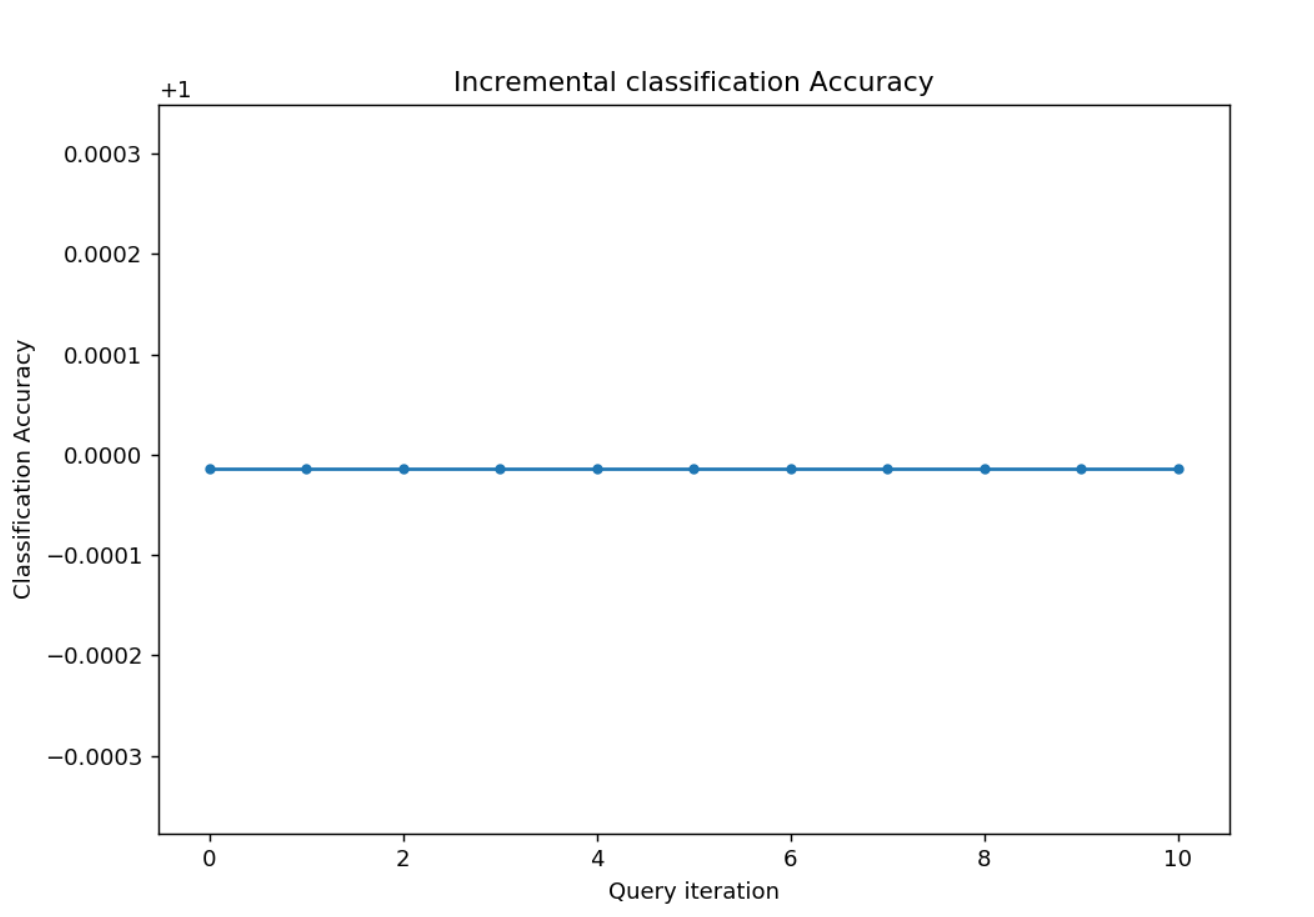 Incremental classification Accuracy
+1
0.0003
0.0002
0.0001
0.0000
−0.0001
−0.0002
−0.0003
Classification Accuracy
0 2 4 6 8 10
Query iteration